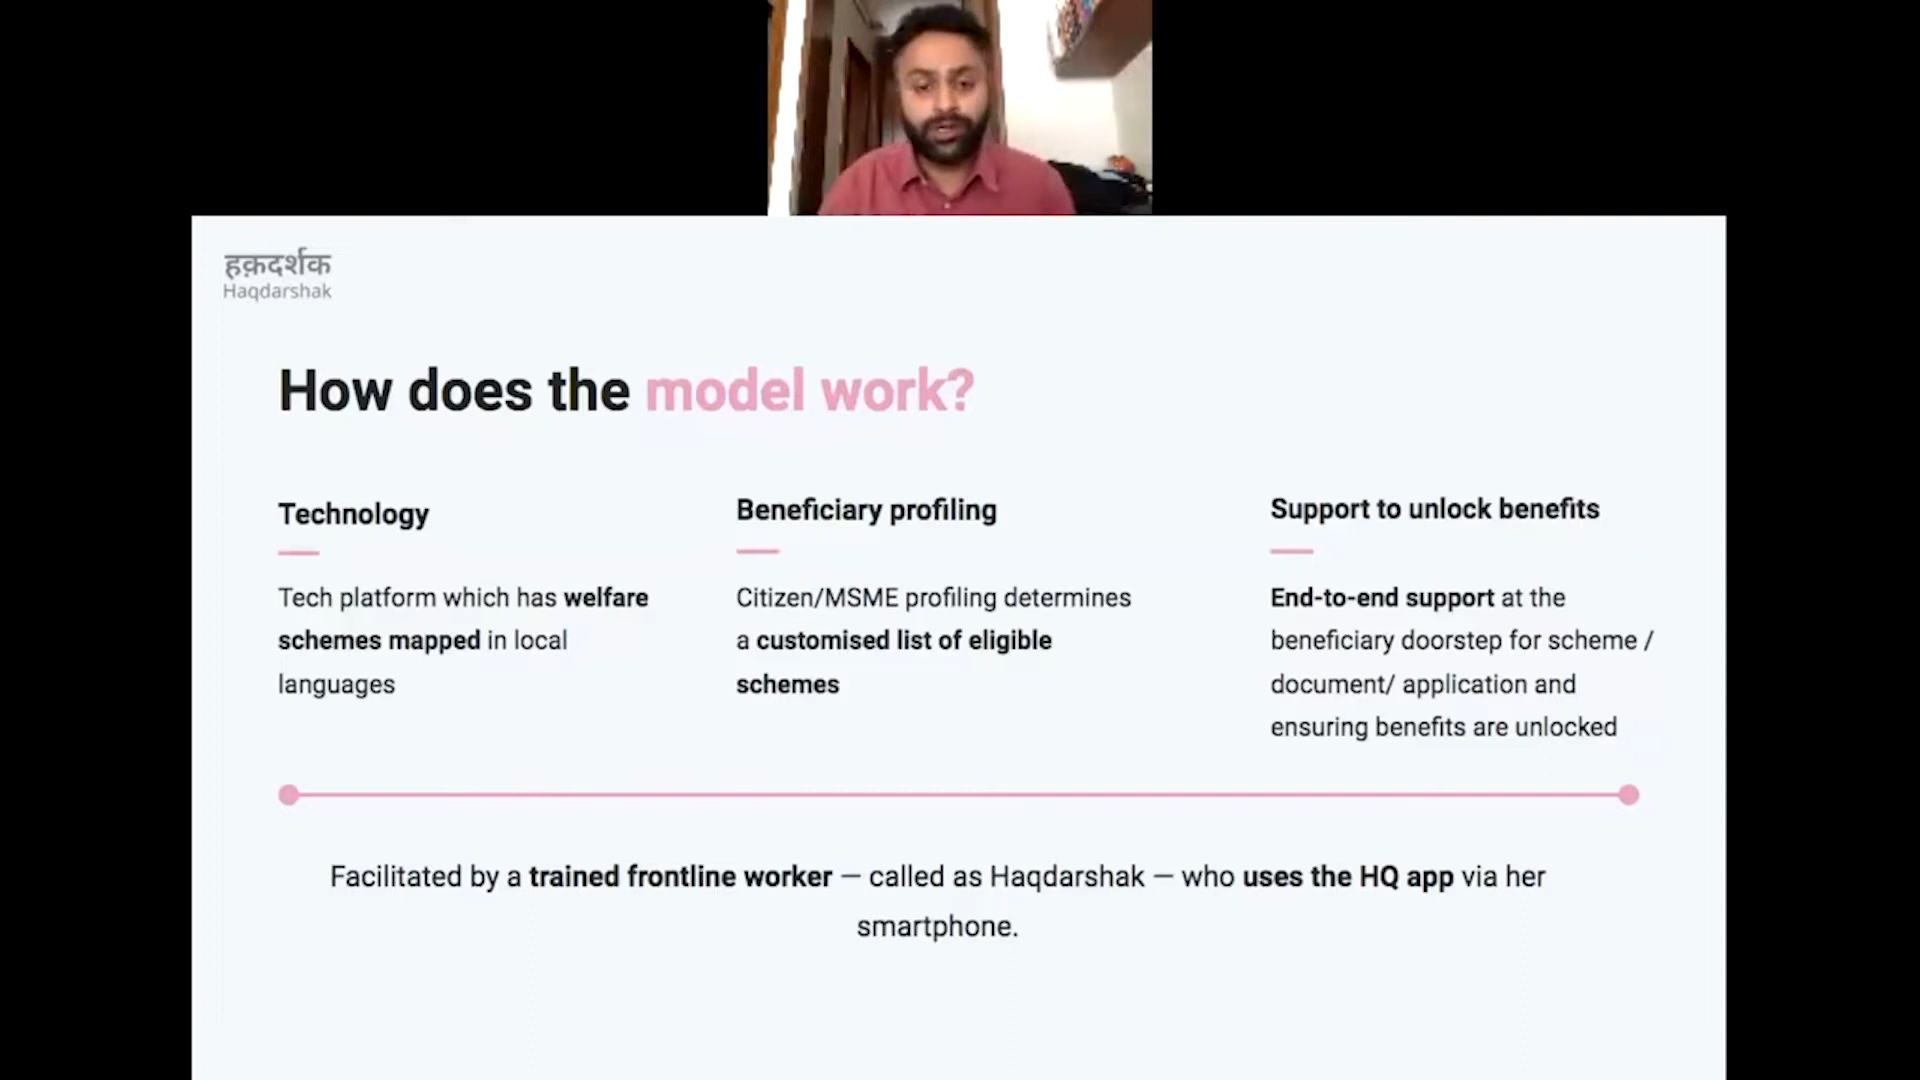 हक़दर्शक
Haqdarshak
How does the model work?
Technology
Tech platform which has welfare
schemes mapped in local
languages
Beneficiary profiling
Citizen/MSME profiling determines
a customised list of eligible
schemes
Support to unlock benefits
End-to-end support at the
beneficiary doorstep for scheme /
document/ application and
ensuring benefits are unlocked
Facilitated by a trained frontline worker — called as Haqdarshak — who uses the HQ app via her
smartphone.